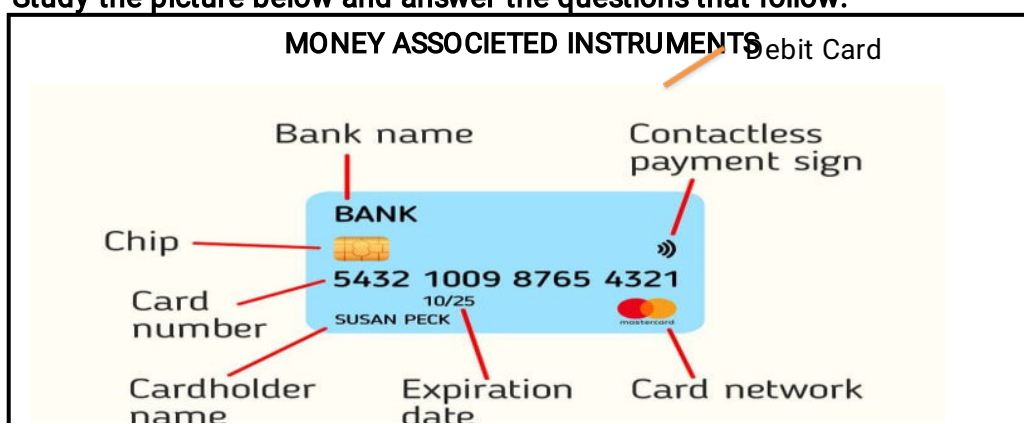 Study the picture below and answer the questions that follow.
MONEY ASSOCIETED INSTRUMENTS
Debit Card
Bank name
Contactless
payment sign
BANK
Chip
5432 1009 8765 4321
Card
number
10/25
SUSAN PECK
mastercard
Cardholder
name
Expiration
date
Card network